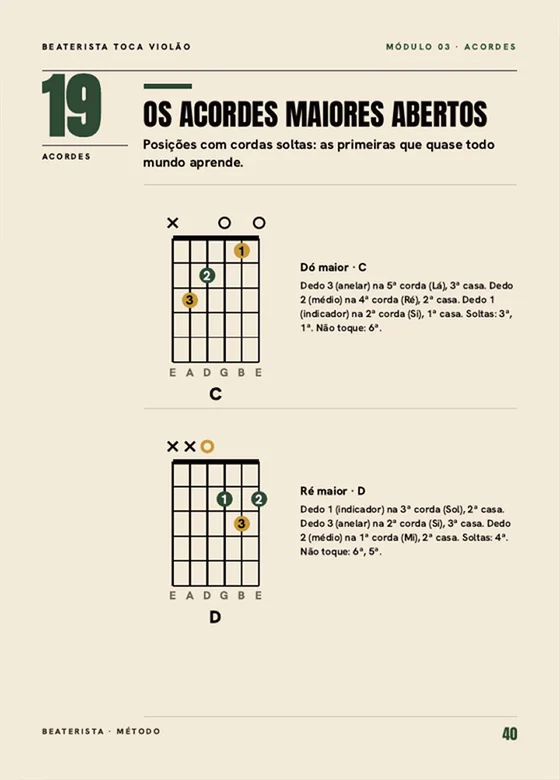 BEATERISTA TOCA VIOLÃO
MÓDULO 03 · ACORDES
19
ACORDES
OS ACORDES MAIORES ABERTOS
Posições com cordas soltas: as primeiras que quase todo
mundo aprende.
1
2
3
E A D G B E
C
Dó maior · C
Dedo 3 (anelar) na 5ª corda (Lá), 3ª casa. Dedo
2 (médio) na 4ª corda (Ré), 2ª casa. Dedo 1
(indicador) na 2ª corda (Si), 1ª casa. Soltas: 3ª,
1ª. Não toque: 6ª.
1 2
3
E A D G B E
D
Ré maior · D
Dedo 1 (indicador) na 3ª corda (Sol), 2ª casa.
Dedo 3 (anelar) na 2ª corda (Si), 3ª casa. Dedo
2 (médio) na 1ª corda (Mi), 2ª casa. Soltas: 4ª.
Não toque: 6ª, 5ª.
BEATERISTA · MÉTODO
40